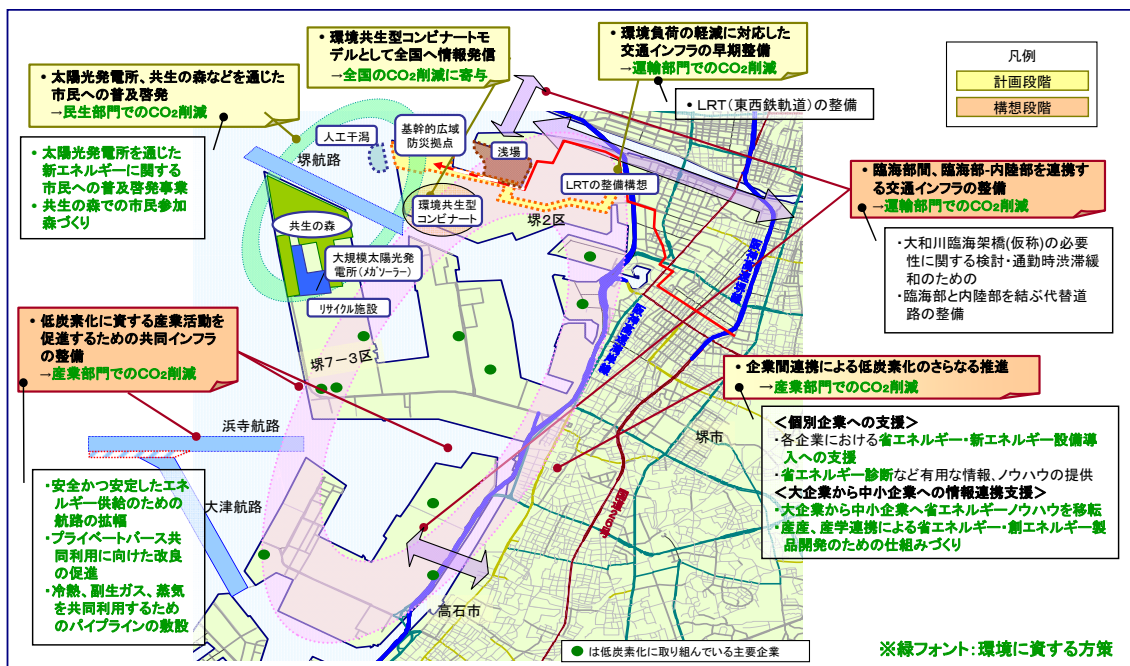 • 太陽光発電所、共生の森などを通じた
市民への普及啓発
→民生部門でのCO₂削減
• 太陽光発電所を通じた
新エネルギーに関する
市民への普及啓発事業
• 共生の森での市民参加
森づくり
• 環境共生型コンビナートモ
デルとして全国へ情報発信
→全国のCO₂削減に寄与
• 環境負荷の軽減に対応した
交通インフラの早期整備
→運輸部門でのCO₂削減
• LRT(東西鉄軌道)の整備
凡例
計画段階
構想段階
• 臨海部間、臨海部-内陸部を連携す
る交通インフラの整備
→運輸部門でのCO₂削減
・大和川臨海架橋(仮称)の必要
性に関する検討・通勤時渋滞緩
和のための
・臨海部と内陸部を結ぶ代替道
路の整備
人工干潟
堺航路
基幹的広域
防災拠点
浅場
LRTの整備構想
環境共生型
コンビナート
堺2区
共生の森
大規模太陽光発
電所(メガソーラー)
リサイクル施設
堺7-3区
• 低炭素化に資する産業活動を
促進するための共同インフラ
の整備
→産業部門でのCO₂削減
浜寺航路
大津航路
・安全かつ安定したエネ
ルギー供給のための
航路の拡幅
・プライベートバース共
同利用に向けた改良
の促進
・冷熱、副生ガス、蒸気
を共同利用するため
のパイプラインの敷設
• 企業間連携による低炭素化のさらなる推進
→産業部門でのCO₂削減
<個別企業への支援>
・各企業における省エネルギー・新エネルギー設備導
入への支援
・省エネルギー診断など有用な情報、ノウハウの提供
<大企業から中小企業への情報連携支援>
・大企業から中小企業へ省エネルギーノウハウを移転
・産産、産学連携による省エネルギー・創エネルギー製
品開発のための仕組みづくり
堺市
高石市
●は低炭素化に取り組んでいる主要企業
※緑フォント:環境に資する方策